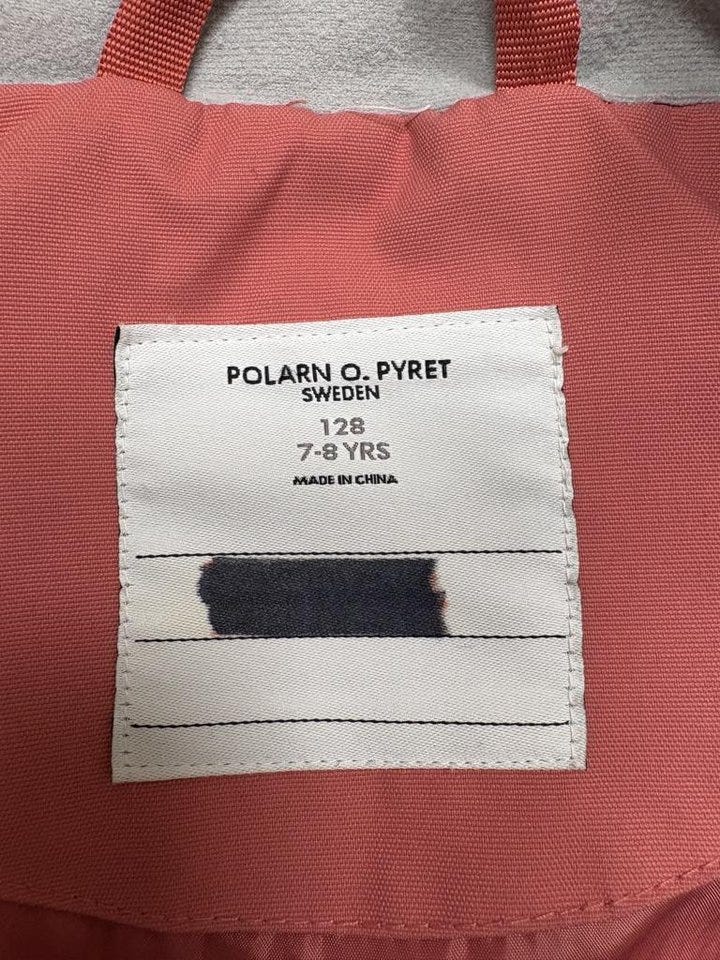 POLARN O. PYRET
SWEDEN
128
7-8 YRS
MADE IN CHINA